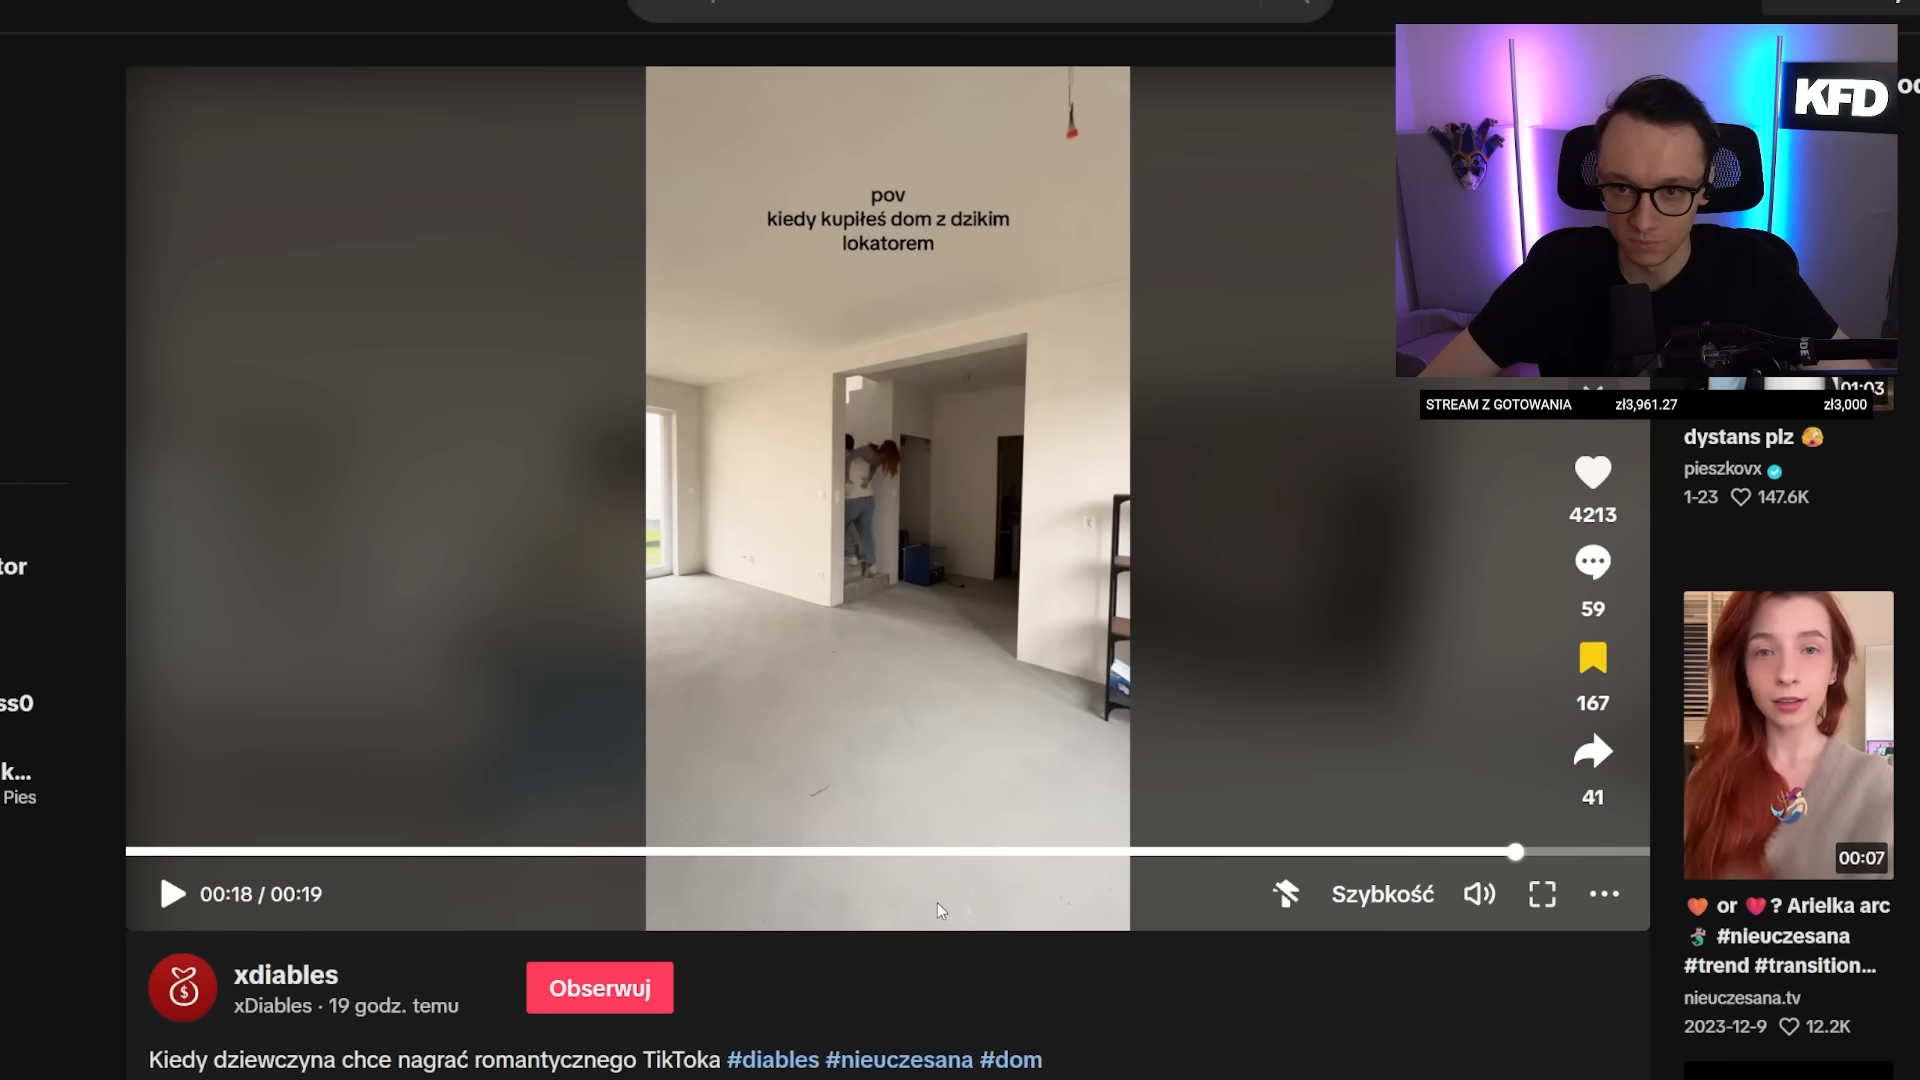 pov
kiedy kupiłeś dom z dzikim
lokatorem
KFD
STREAM Z GOTOWANIA zł3,961.27 zł3,000
01:03
dystans plz
pieszkovx
1-23 147.6K
4213
59
167
41
tor
ss0
k...
Pies
00:18 / 00:19
Szybkość
00:07
or ? Arielka arc
#nieuczesana
#trend #transition...
nieuczesana.tv
2023-12-9 12.2K
xdiables
xDiables · 19 godz. temu
Obserwuj
Kiedy dziewczyna chce nagrać romantycznego TikToka #diables #nieuczesana #dom